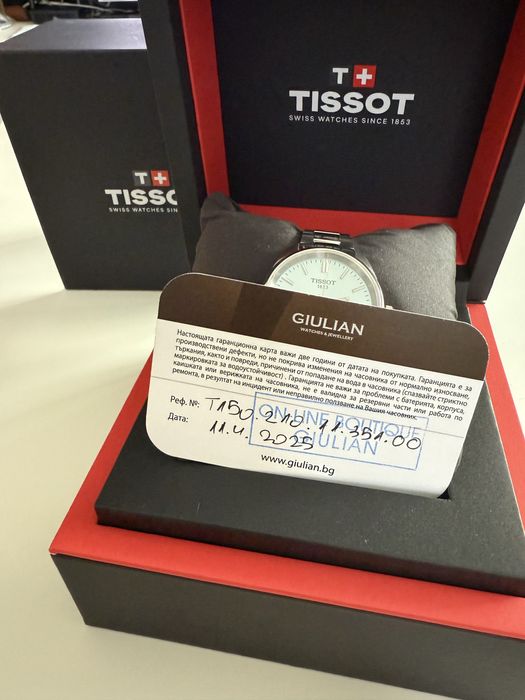 T+
TISSOT
SWISS WATCHES SINCE 1853
T+
TISSO
SWISS WATCHES SIN
TISSOT
1853
GIULIAN
WATCHES & JEWELLERY
Настоящата гаранционна карта важи две години от датата на покупката. Гаранцията е за
производствени дефекти, но не покрива изменения на часовника от нормално износване,
търкания, както и повреди, причинени от попадане на вода в часовника (спазвайте стриктно
маркировката за водоустойчивост). Гаранцията не важи за проблеми с батерията, корпуса,
каишката или верижката на часовника, не е валидна за резервни части или работа по
ремонта, в резултат на инцидент или неправилно ползване на Вашия часовник.
Реф. №: T150.210.11.351.00
Дата: 11.4.2025
ONLINE BOUTIQUE
GIULIAN
www.giulian.bg